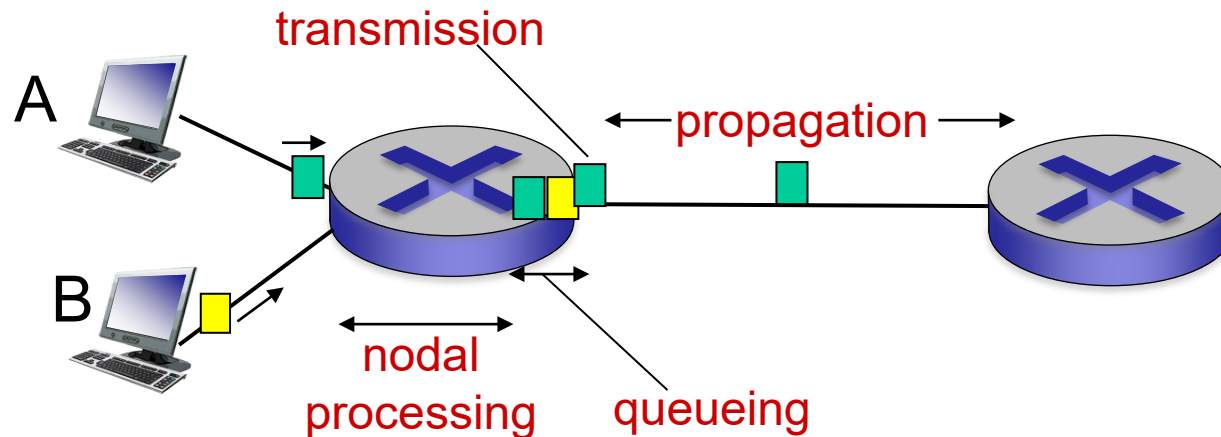 transmission
A
propagation
B
nodal
processing
queueing